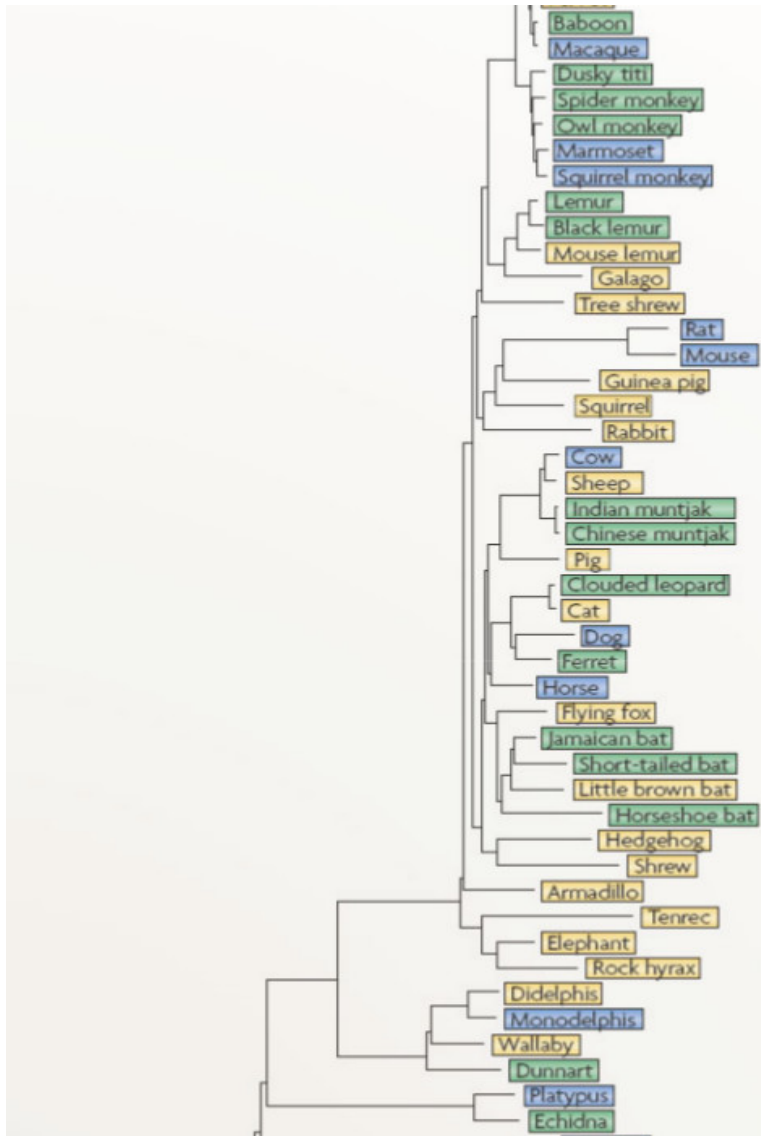 Baboon
Macaque
Dusky titi
Spider monkey
Owl monkey
Marmoset
Squirrel monkey
Lemur
Black lemur
Mouse lemur
Galago
Tree shrew
Rat
Mouse
Guinea pig
Squirrel
Rabbit
Cow
Sheep
Indian muntjak
Chinese muntjak
Pig
Clouded leopard
Cat
Dog
Ferret
Horse
Flying fox
Jamaican bat
Short-tailed bat
Little brown bat
Horseshoe bat
Hedgehog
Shrew
Armadillo
Tenrec
Elephant
Rock hyrax
Didelphis
Monodelphis
Wallaby
Dunnart
Platypus
Echidna